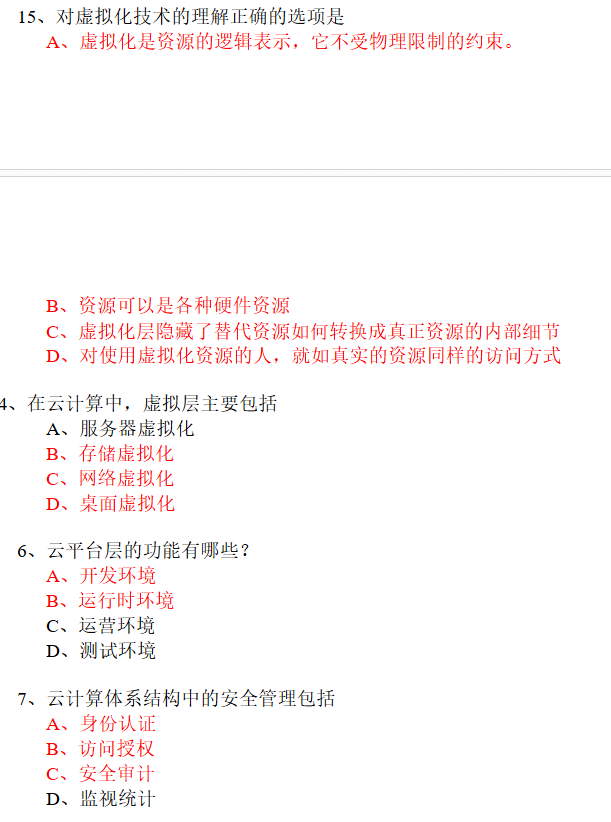 15、对虚拟化技术的理解正确的选项是
A、虚拟化是资源的逻辑表示，它不受物理限制的约束。
B、资源可以是各种硬件资源
C、虚拟化层隐藏了替代资源如何转换成真正资源的内部细节
D、对使用虚拟化资源的人，就如真实的资源同样的访问方式
4、在云计算中，虚拟层主要包括
A、服务器虚拟化
B、存储虚拟化
C、网络虚拟化
D、桌面虚拟化
6、云平台层的功能有哪些？
A、开发环境
B、运行时环境
C、运营环境
D、测试环境
7、云计算体系结构中的安全管理包括
A、身份认证
B、访问授权
C、安全审计
D、监视统计